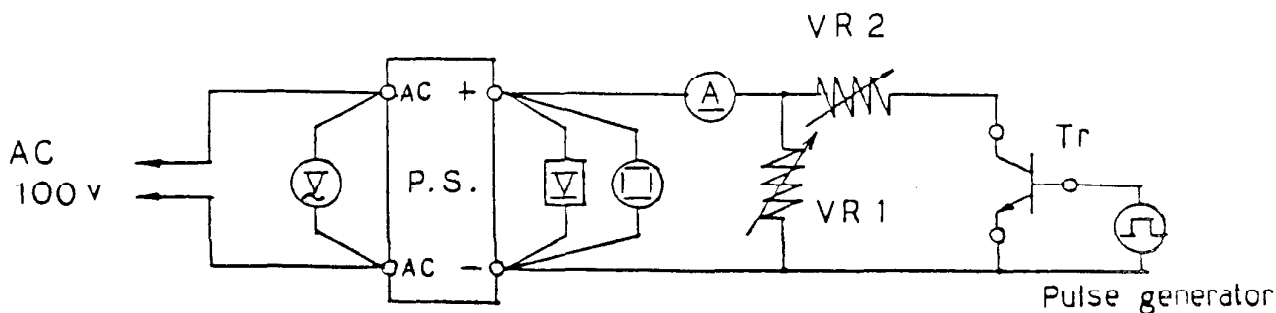 VR 2
AC +
A
Tr
AC
100 V
V
P.S.
V
VR 1
AC -
Pulse generator